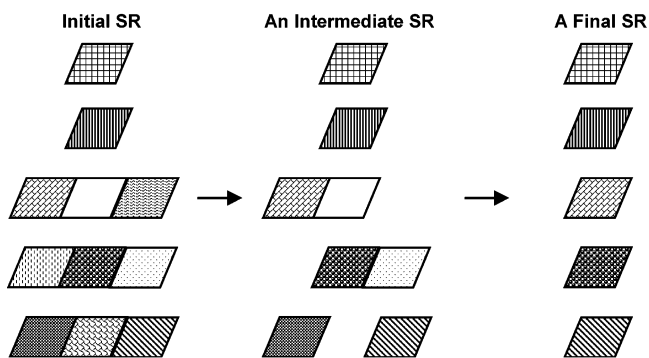 Initial SR
An Intermediate SR
A Final SR